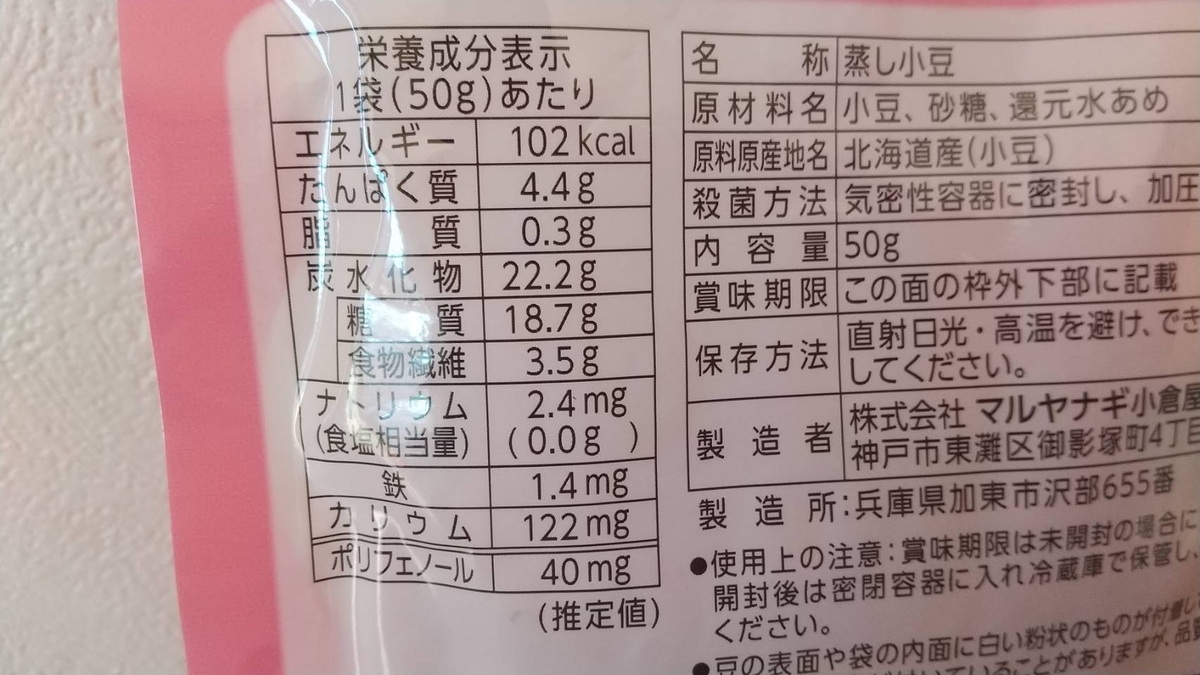 栄養成分表示
1袋(50g)あたり
エネルギー 102kcal
たんぱく質 4.4g
脂質 0.3g
炭水化物 22.2g
糖質 18.7g
食物繊維 3.5g
ナトリウム 2.4mg
(食塩相当量) (0.0g )
鉄 1.4mg
カリウム 122mg
ポリフェノール 40mg
(推定値)
名称 蒸し小豆
原材料名 小豆、砂糖、還元水あめ
原料原産地名 北海道産(小豆)
殺菌方法 気密性容器に密封し、加圧
内容量 50g
賞味期限 この面の枠外下部に記載
保存方法 直射日光・高温を避け、でき
してください。
製造者 株式会社 マルヤナギ小倉屋
神戸市東灘区御影塚町4丁目
製造所:兵庫県加東市沢部655番
●使用上の注意:賞味期限は未開封の場合に
開封後は密閉容器に入れ冷蔵庫で保管し
ください。
●豆の表面や袋の内面に白い粉状のものが付着し
ていることがありますが、品